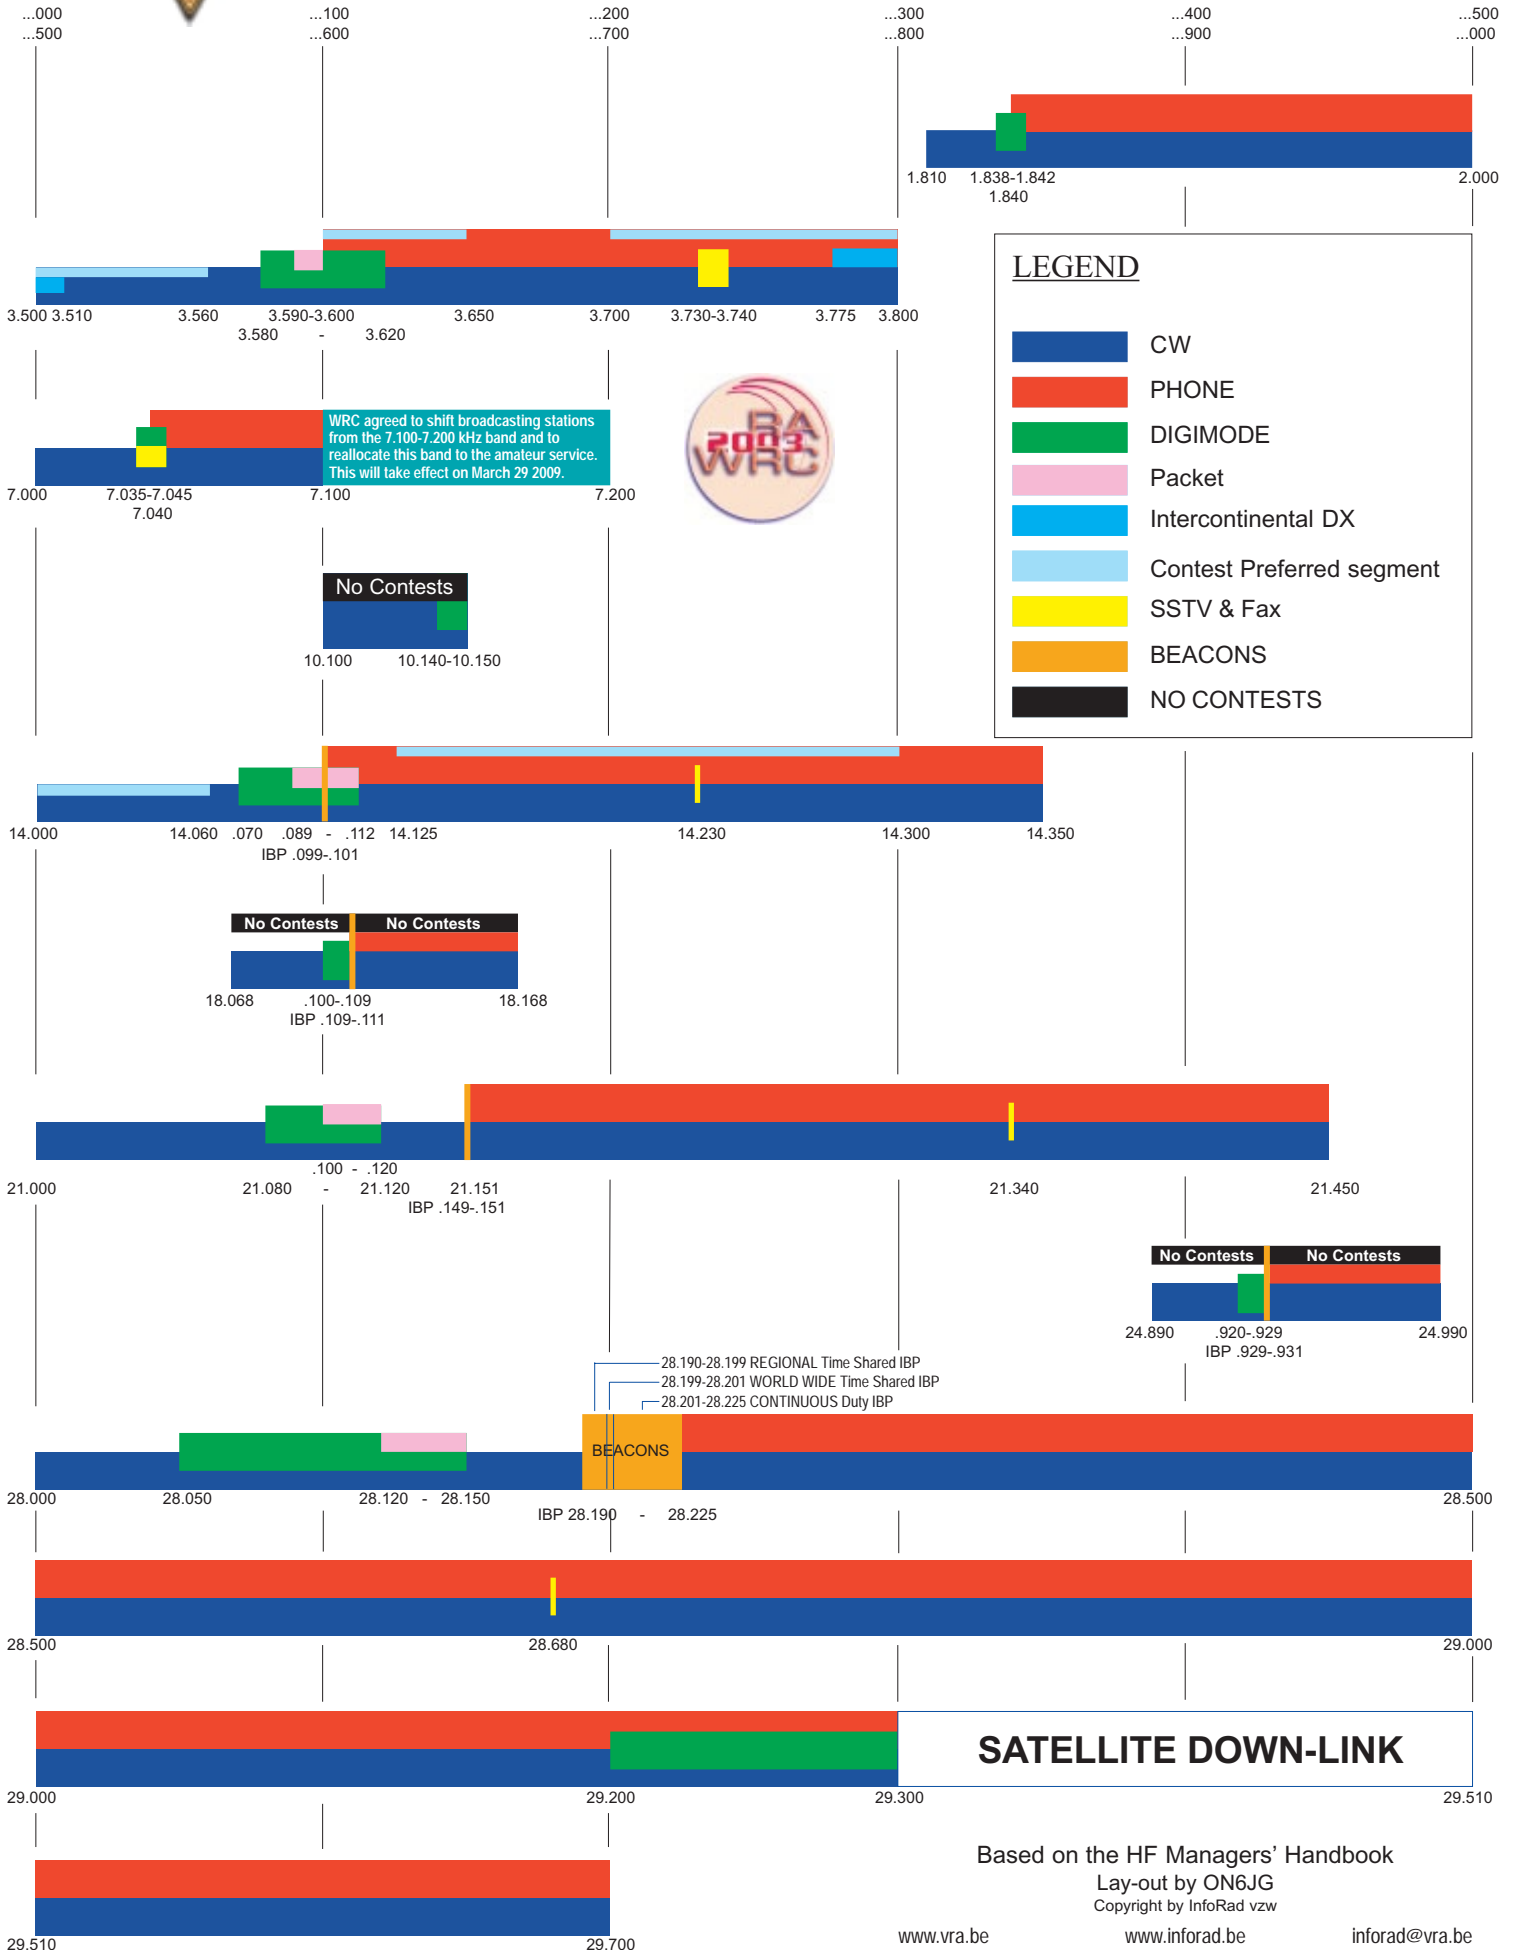 ...000 ...100 ...200 ...300 ...400 ...500
...500 ...600 ...700 ...800 ...900 ...000
1.810 1.838-1.842 2.000
1.840
3.500 3.510 3.560 3.590-3.600 3.650 3.700 3.730-3.740 3.775 3.800
3.580 - 3.620
LEGEND
CW
PHONE
DIGIMODE
Packet
Intercontinental DX
Contest Preferred segment
SSTV & Fax
BEACONS
NO CONTESTS
WRC agreed to shift broadcasting stations
from the 7.100-7.200 kHz band and to
reallocate this band to the amateur service.
This will take effect on March 29 2009.
7.000 7.035-7.045 7.100 7.200
7.040
RA
2003
WRC
No Contests
10.100 10.140-10.150
14.000 14.060 .070 .089 - .112 14.125 14.230 14.300 14.350
IBP .099-.101
No Contests No Contests
18.068 .100-.109 18.168
IBP .109-.111
.100 - .120
21.000 21.080 - 21.120 21.151 21.340 21.450
IBP .149-.151
No Contests No Contests
24.890 .920-.929 24.990
IBP .929-.931
28.190-28.199 REGIONAL Time Shared IBP
28.199-28.201 WORLD WIDE Time Shared IBP
28.201-28.225 CONTINUOUS Duty IBP
BEACONS
28.000 28.050 28.120 - 28.150 28.500
IBP 28.190 - 28.225
28.500 28.680 29.000
SATELLITE DOWN-LINK
29.000 29.200 29.300 29.510
29.510 29.700
Based on the HF Managers' Handbook
Lay-out by ON6JG
Copyright by InfoRad vzw
www.vra.be www.inforad.be inforad@vra.be